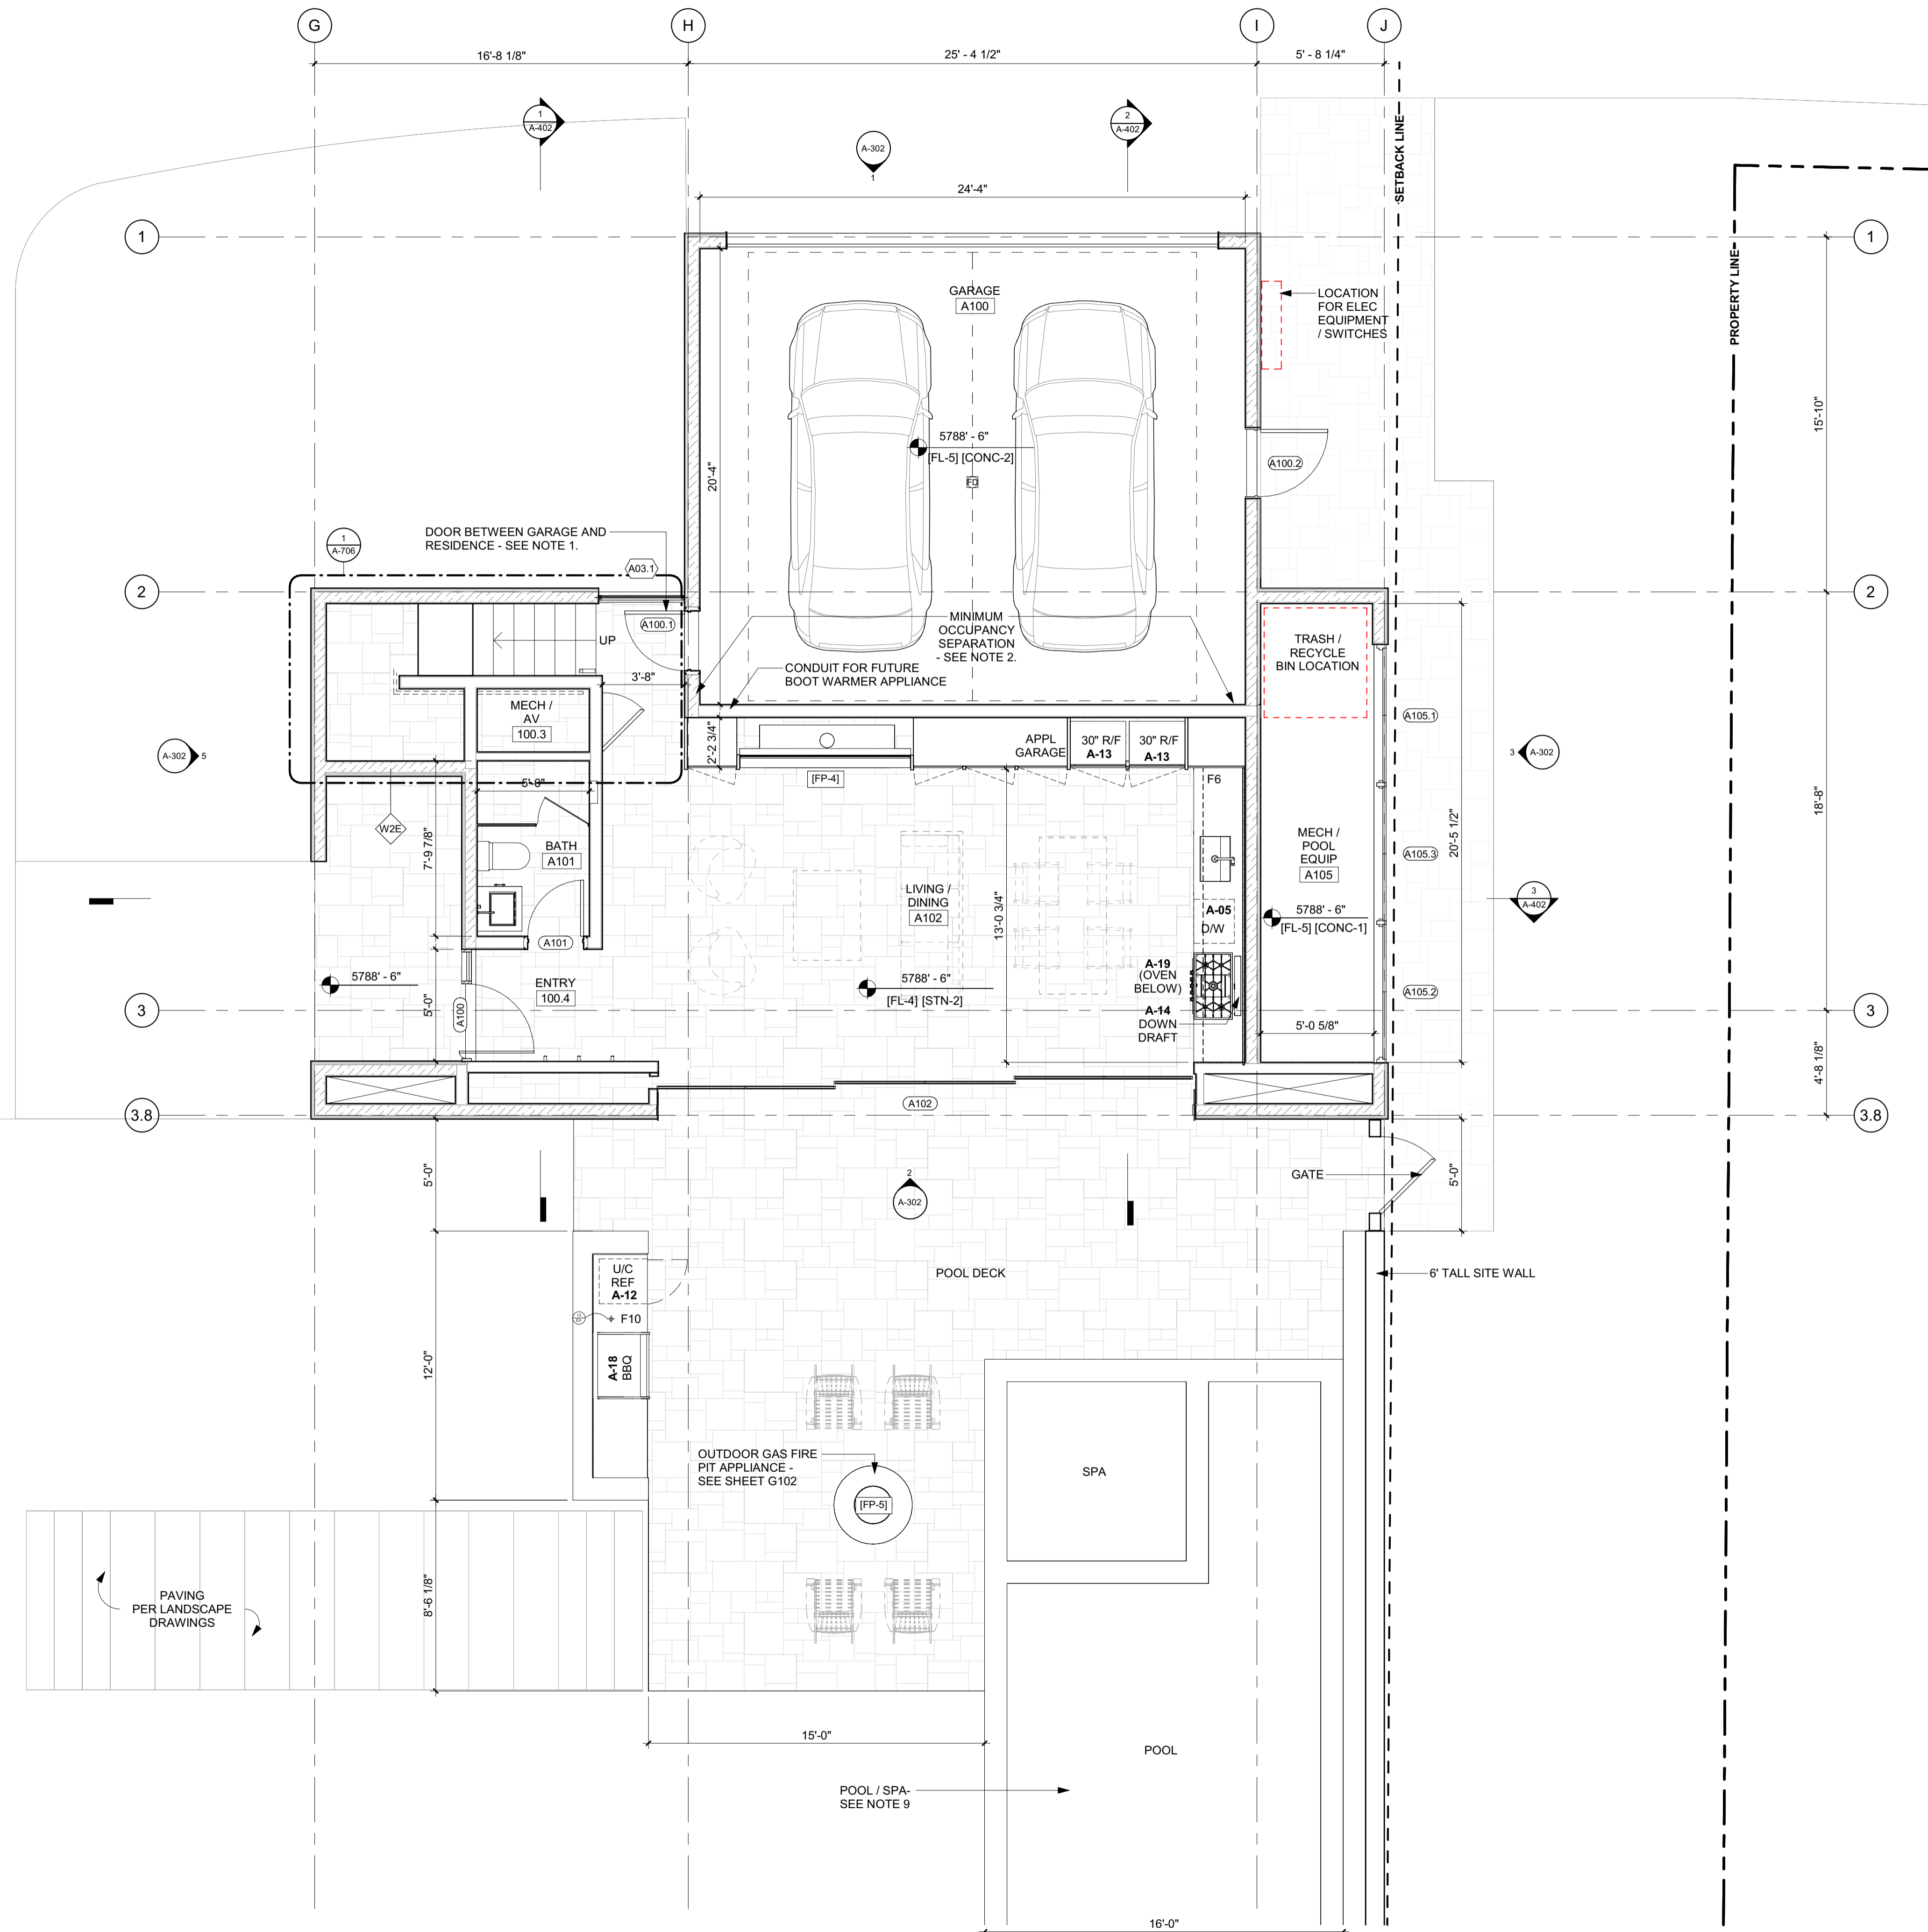 G
H
I
J
16'-8 1/8"
25' - 4 1/2"
5' - 8 1/4"
1
A-402
2
A-402
A-302
1
SETBACK LINE
PROPERTY LINE
24'-4"
1
1
GARAGE
A100
LOCATION
FOR ELEC
EQUIPMENT
/ SWITCHES
15'-10"
5788' - 6"
[FL-5] [CONC-2]
FD
A100.2
20'-4"
1
A-706
DOOR BETWEEN GARAGE AND
RESIDENCE - SEE NOTE 1.
A03.1
2
2
A100.1
UP
MINIMUM
OCCUPANCY
SEPARATION
- SEE NOTE 2.
TRASH /
RECYCLE
BIN LOCATION
3'-8"
CONDUIT FOR FUTURE
BOOT WARMER APPLIANCE
MECH /
AV
100.3
2'-2 3/4"
APPL
GARAGE
30" R/F
A-13
30" R/F
A-13
A105.1
A-302
5
3
A-302
[FP-4]
F6
5'-0"
W2E
7'-9 7/8"
BATH
A101
LIVING /
DINING
A102
13'-0 3/4"
MECH /
POOL
EQUIP
A105
A105.3
20'-5 1/2"
18'-8"
A-05
D/W
5788' - 6"
[FL-5] [CONC-1]
3
A-402
A101
5788' - 6"
ENTRY
100.4
5788' - 6"
[FL-4] [STN-2]
A-19
(OVEN
BELOW)
A-14
DOWN
DRAFT
A105.2
3
3
5'-0"
A100
5'-0 5/8"
4'-8 1/8"
A102
3.8
3.8
5'-0"
2
A-302
GATE
5'-0"
U/C
REF
A-12
F10
POOL DECK
6' TALL SITE WALL
12'-0"
A-18
BBQ
OUTDOOR GAS FIRE
PIT APPLIANCE -
SEE SHEET G102
[FP-5]
SPA
8'-6 1/8"
PAVING
PER LANDSCAPE
DRAWINGS
15'-0"
POOL
POOL / SPA-
SEE NOTE 9
16'-0"